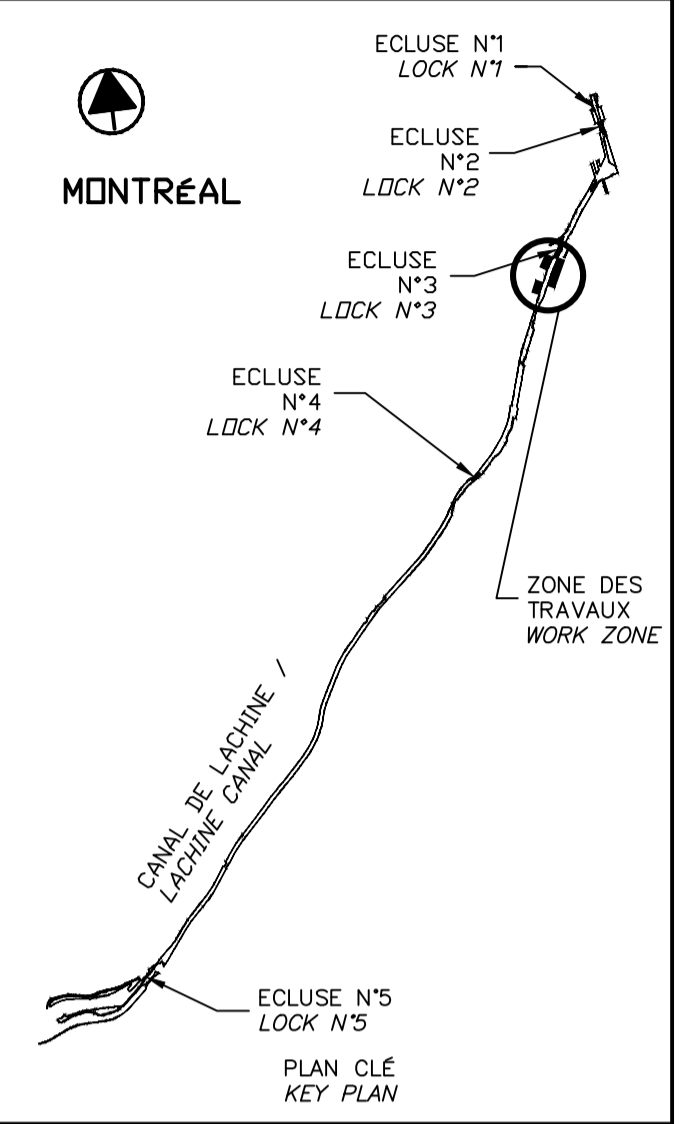 ECLUSE N°1
LOCK N°1
MONTRÉAL
ECLUSE
N°2
LOCK N°2
ECLUSE
N°3
LOCK N°3
ECLUSE
N°4
LOCK N°4
ZONE DES
TRAVAUX
WORK ZONE
CANAL DE LACHINE /
LACHINE CANAL
ECLUSE N°5
LOCK N°5
PLAN CLÉ
KEY PLAN